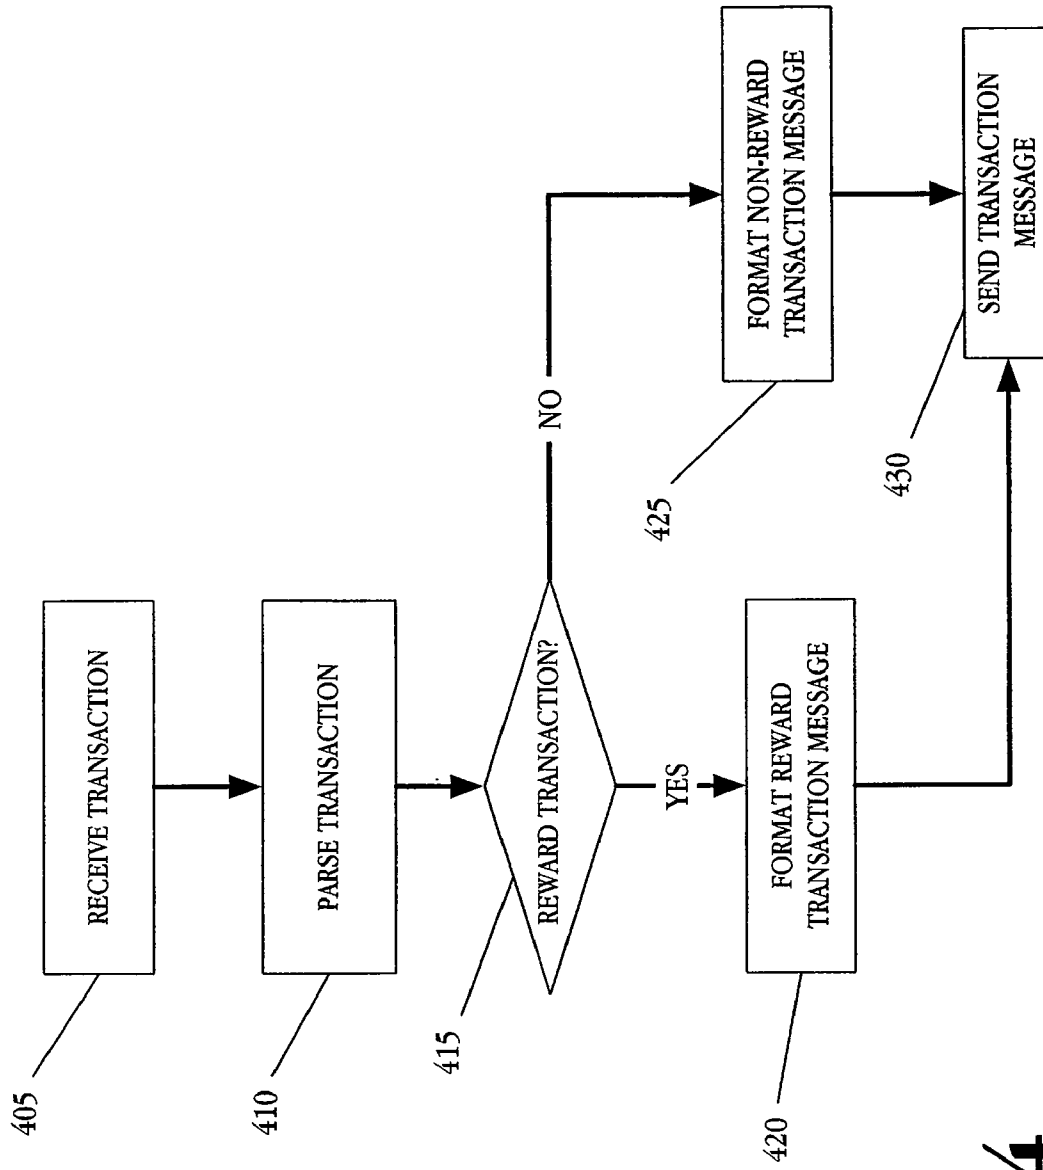 405
RECEIVE TRANSACTION
410
PARSE TRANSACTION
415
REWARD TRANSACTION?
NO
YES
420
FORMAT REWARD
TRANSACTION MESSAGE
425
FORMAT NON-REWARD
TRANSACTION MESSAGE
430
SEND TRANSACTION
MESSAGE